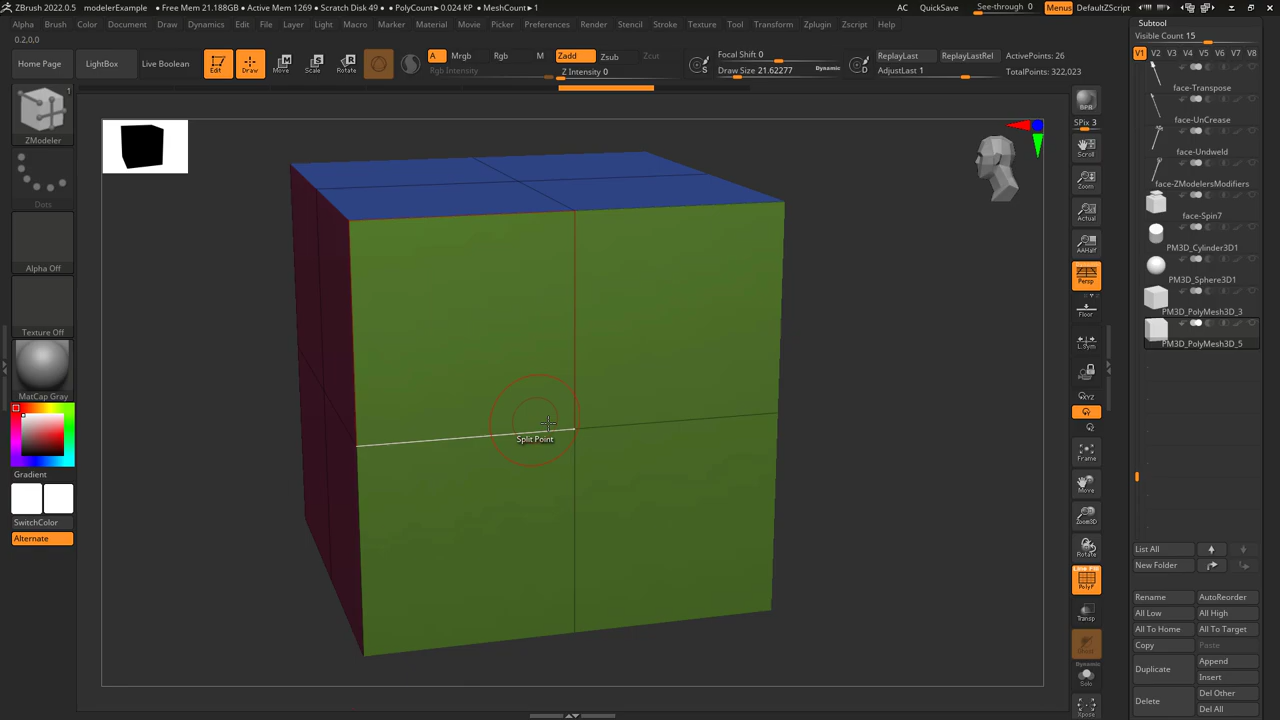 ZBrush 2022.0.5 modelerExample • Free Mem 21.188GB • Active Mem 1269 • Scratch Disk 49 • PolyCount▸0.024 KP • MeshCount▸1 AC QuickSave See-through 0 Menus DefaultZScript
Alpha Brush Color Document Draw Dynamics Edit File Layer Light Macro Marker Material Movie Picker Preferences Render Stencil Stroke Texture Tool Transform Zplugin Zscript Help
0.2,0,0
Home Page LightBox Live Boolean Edit Draw Move Scale Rotate A Mrgb Rgb M Zadd Zsub Zcut Focal Shift 0 ReplayLast ReplayLastRel ActivePoints: 26
Rgb Intensity Z Intensity 0 Draw Size 21.62277 Dynamic AdjustLast 1 TotalPoints: 322,023
S
D
1
ZModeler
Dots
Alpha Off
Texture Off
MatCap Gray
Gradient
SwitchColor
Alternate
Split Point
BPR
SPix 3
Scroll
Zoom
Actual
AAHalf
Persp
Floor
L.Sym
XYZ
Y
Z
Frame
Move
Zoom3D
Rotate
Line Fill
PolyF
Transp
Ghost
Dynamic
Solo
Xpose
Subtool
Visible Count 15
V1 V2 V3 V4 V5 V6 V7 V8
face-Transpose
face-UnCrease
face-Undweld
face-ZModelersModifiers
face-Spin7
PM3D_Cylinder3D1
PM3D_Sphere3D1
PM3D_PolyMesh3D_3
PM3D_PolyMesh3D_5
List All
New Folder
Rename AutoReorder
All Low All High
All To Home All To Target
Copy Paste
Duplicate Append
Insert
Delete Del Other
Del All